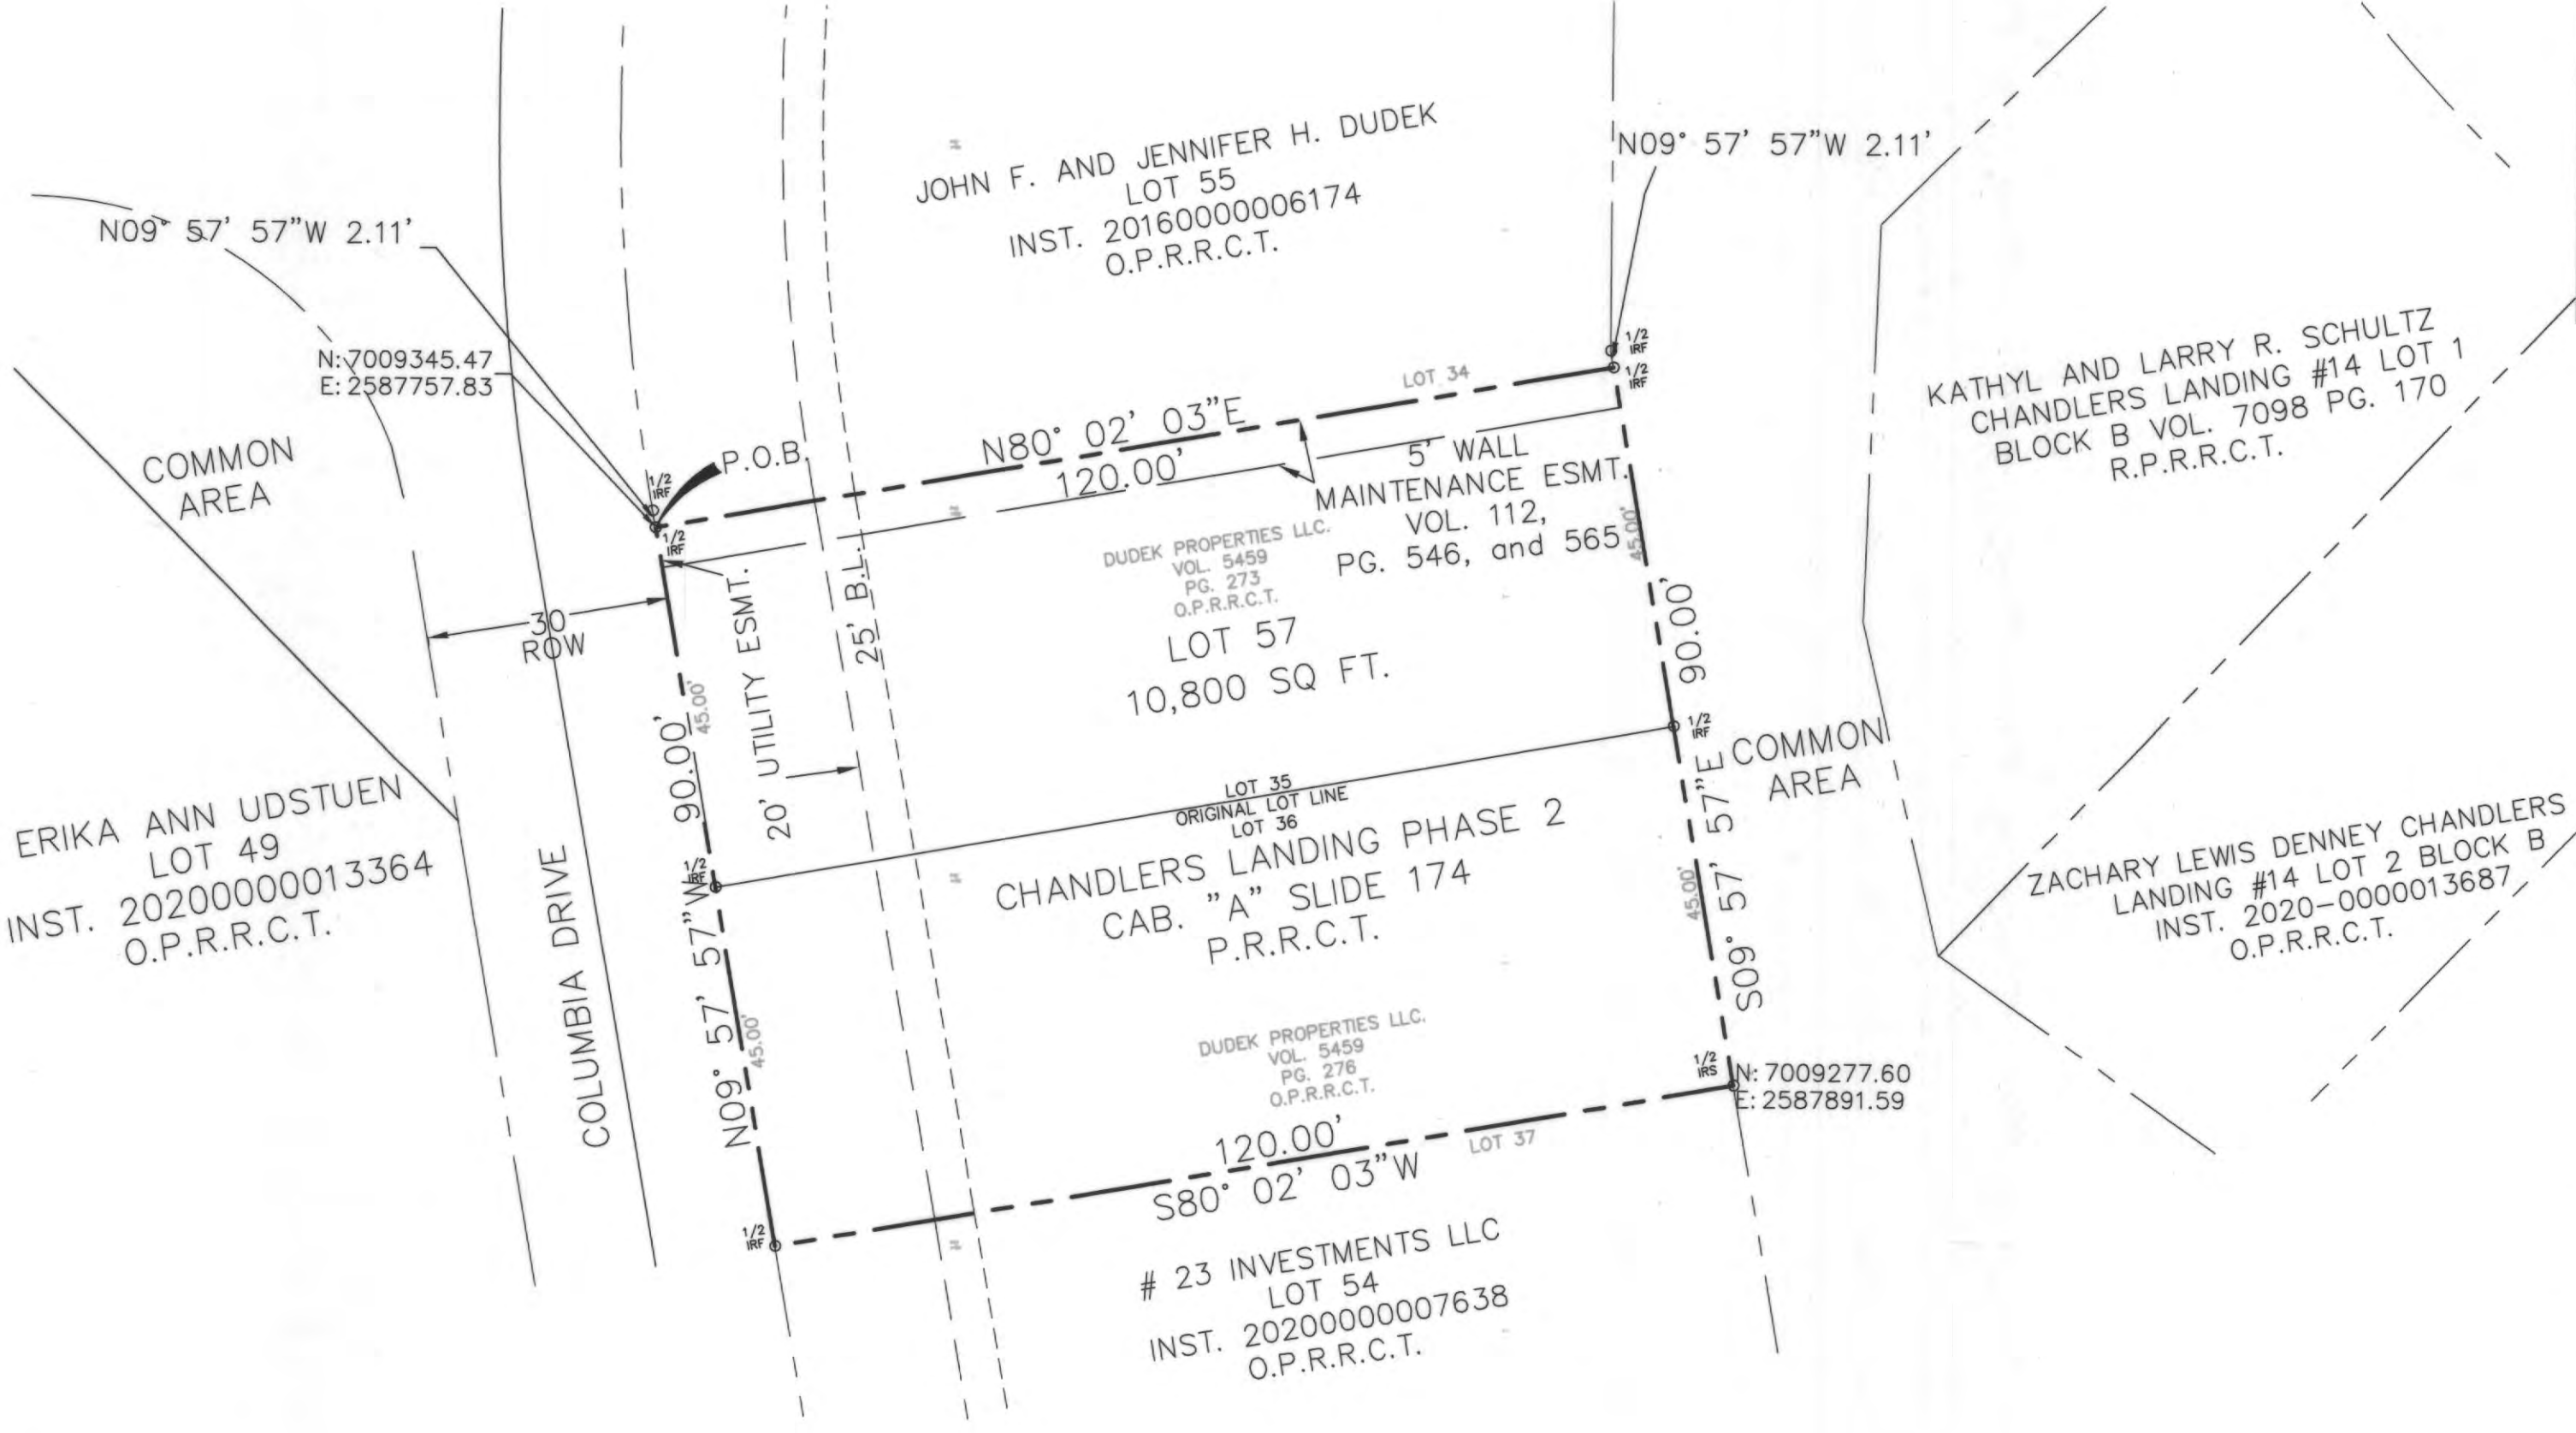 JOHN F. AND JENNIFER H. DUDEK
LOT 55
INST. 20160000006174
O.P.R.R.C.T.
N09° 57' 57"W 2.11'
N09° 57' 57"W 2.11'
N: 7009345.47
E: 2587757.83
COMMON
AREA
P.O.B.
1/2
IRF
1/2
IRF
1/2
IRF
1/2
IRF
LOT 34
N80° 02' 03"E
120.00'
5' WALL
MAINTENANCE ESMT.
VOL. 112,
PG. 546, and 565
KATHYL AND LARRY R. SCHULTZ
CHANDLERS LANDING #14 LOT 1
BLOCK B VOL. 7098 PG. 170
R.P.R.R.C.T.
DUDEK PROPERTIES LLC.
VOL. 5459
PG. 273
O.P.R.R.C.T.
LOT 57
10,800 SQ FT.
30
ROW
20' UTILITY ESMT.
25' B.L.
45.00'
90.00'
45.00'
90.00'
1/2
IRF
COMMON
AREA
LOT 35
ORIGINAL LOT LINE
LOT 36
CHANDLERS LANDING PHASE 2
CAB. "A" SLIDE 174
P.R.R.C.T.
ERIKA ANN UDSTUEN
LOT 49
INST. 20200000013364
O.P.R.R.C.T.
COLUMBIA DRIVE
1/2
IRF
N09° 57' 57"W
45.00'
45.00'
S09° 57' 57"E
ZACHARY LEWIS DENNEY CHANDLERS
LANDING #14 LOT 2 BLOCK B
INST. 2020-0000013687
O.P.R.R.C.T.
DUDEK PROPERTIES LLC.
VOL. 5459
PG. 276
O.P.R.R.C.T.
1/2
IRS
N: 7009277.60
E: 2587891.59
120.00'
S80° 02' 03"W
LOT 37
1/2
IRF
# 23 INVESTMENTS LLC
LOT 54
INST. 20200000007638
O.P.R.R.C.T.